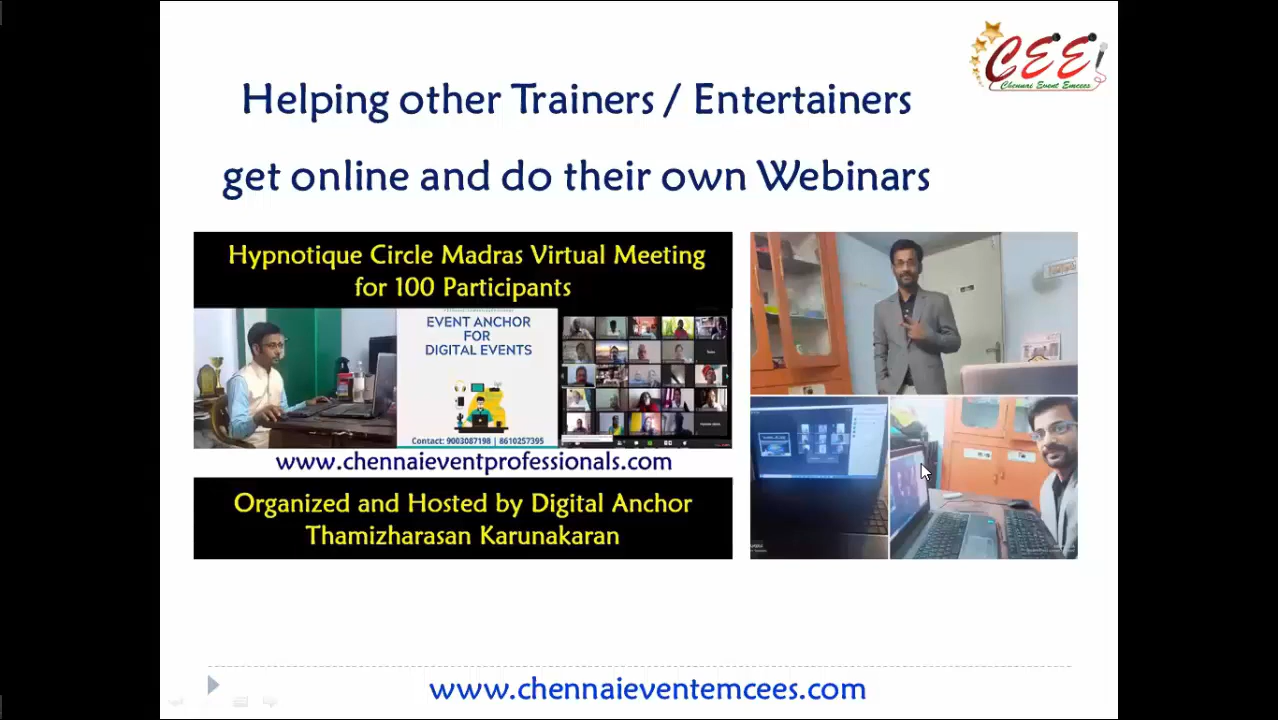 CEE
Chennai Event Emcees
Helping other Trainers / Entertainers
get online and do their own Webinars
Hypnotique Circle Madras Virtual Meeting
for 100 Participants
EVENT ANCHOR
FOR
DIGITAL EVENTS
Contact: 9003087198 | 8610257395
www.chennaieventprofessionals.com
Organized and Hosted by Digital Anchor
Thamizharasan Karunakaran
www.chennaieventemcees.com